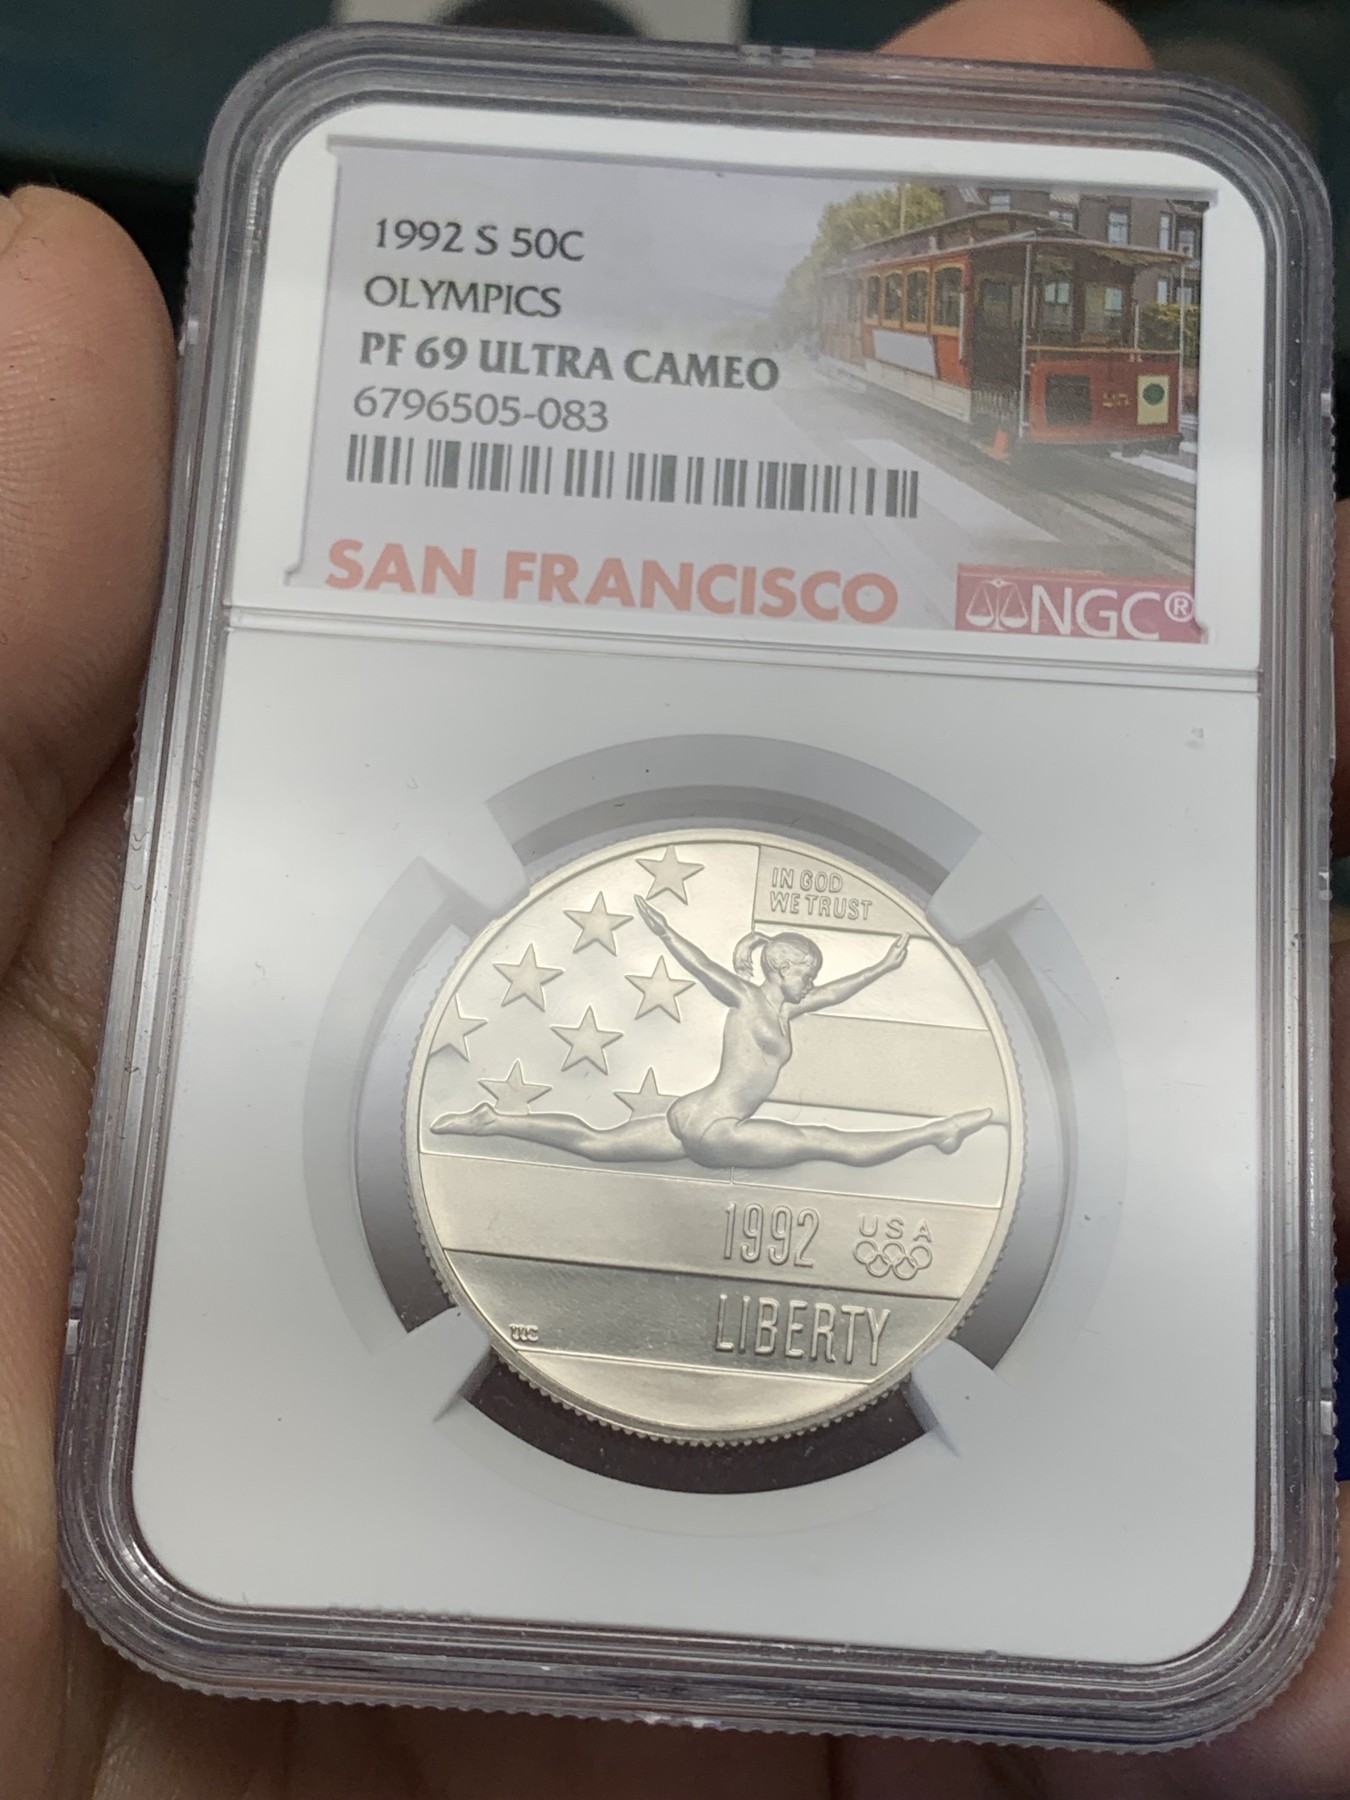 1992 S 50C
OLYMPICS
PF 69 ULTRA CAMEO
6796505-083
SAN FRANCISCO
NGC®
IN GOD
WE TRUST
1992
USA
LIBERTY